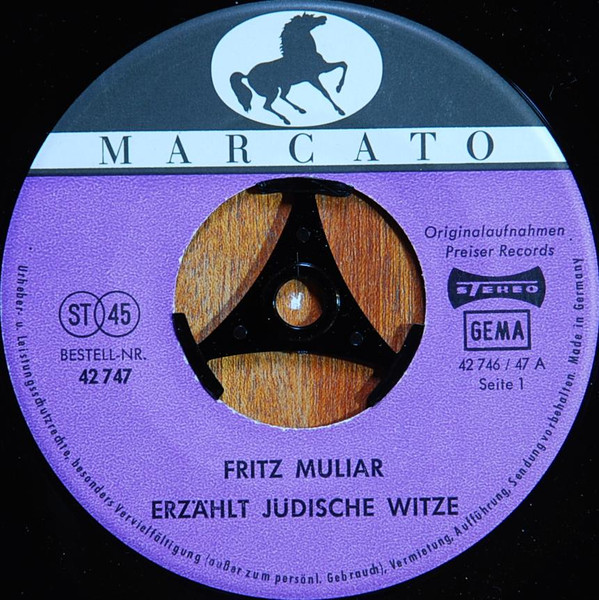 MARCATO
Originalaufnahmen
Preiser Records
STEREO
GEMA
42 746 / 47 A
Seite 1
ST 45
BESTELL-NR.
42 747
FRITZ MULIAR
ERZÄHLT JÜDISCHE WITZE
Urheber- u. Leistungsschutzrechte, besonders Vervielfältigung (außer zum persönl. Gebrauch), Vermietung, Aufführung, Sendung vorbehalten. Made in Germany